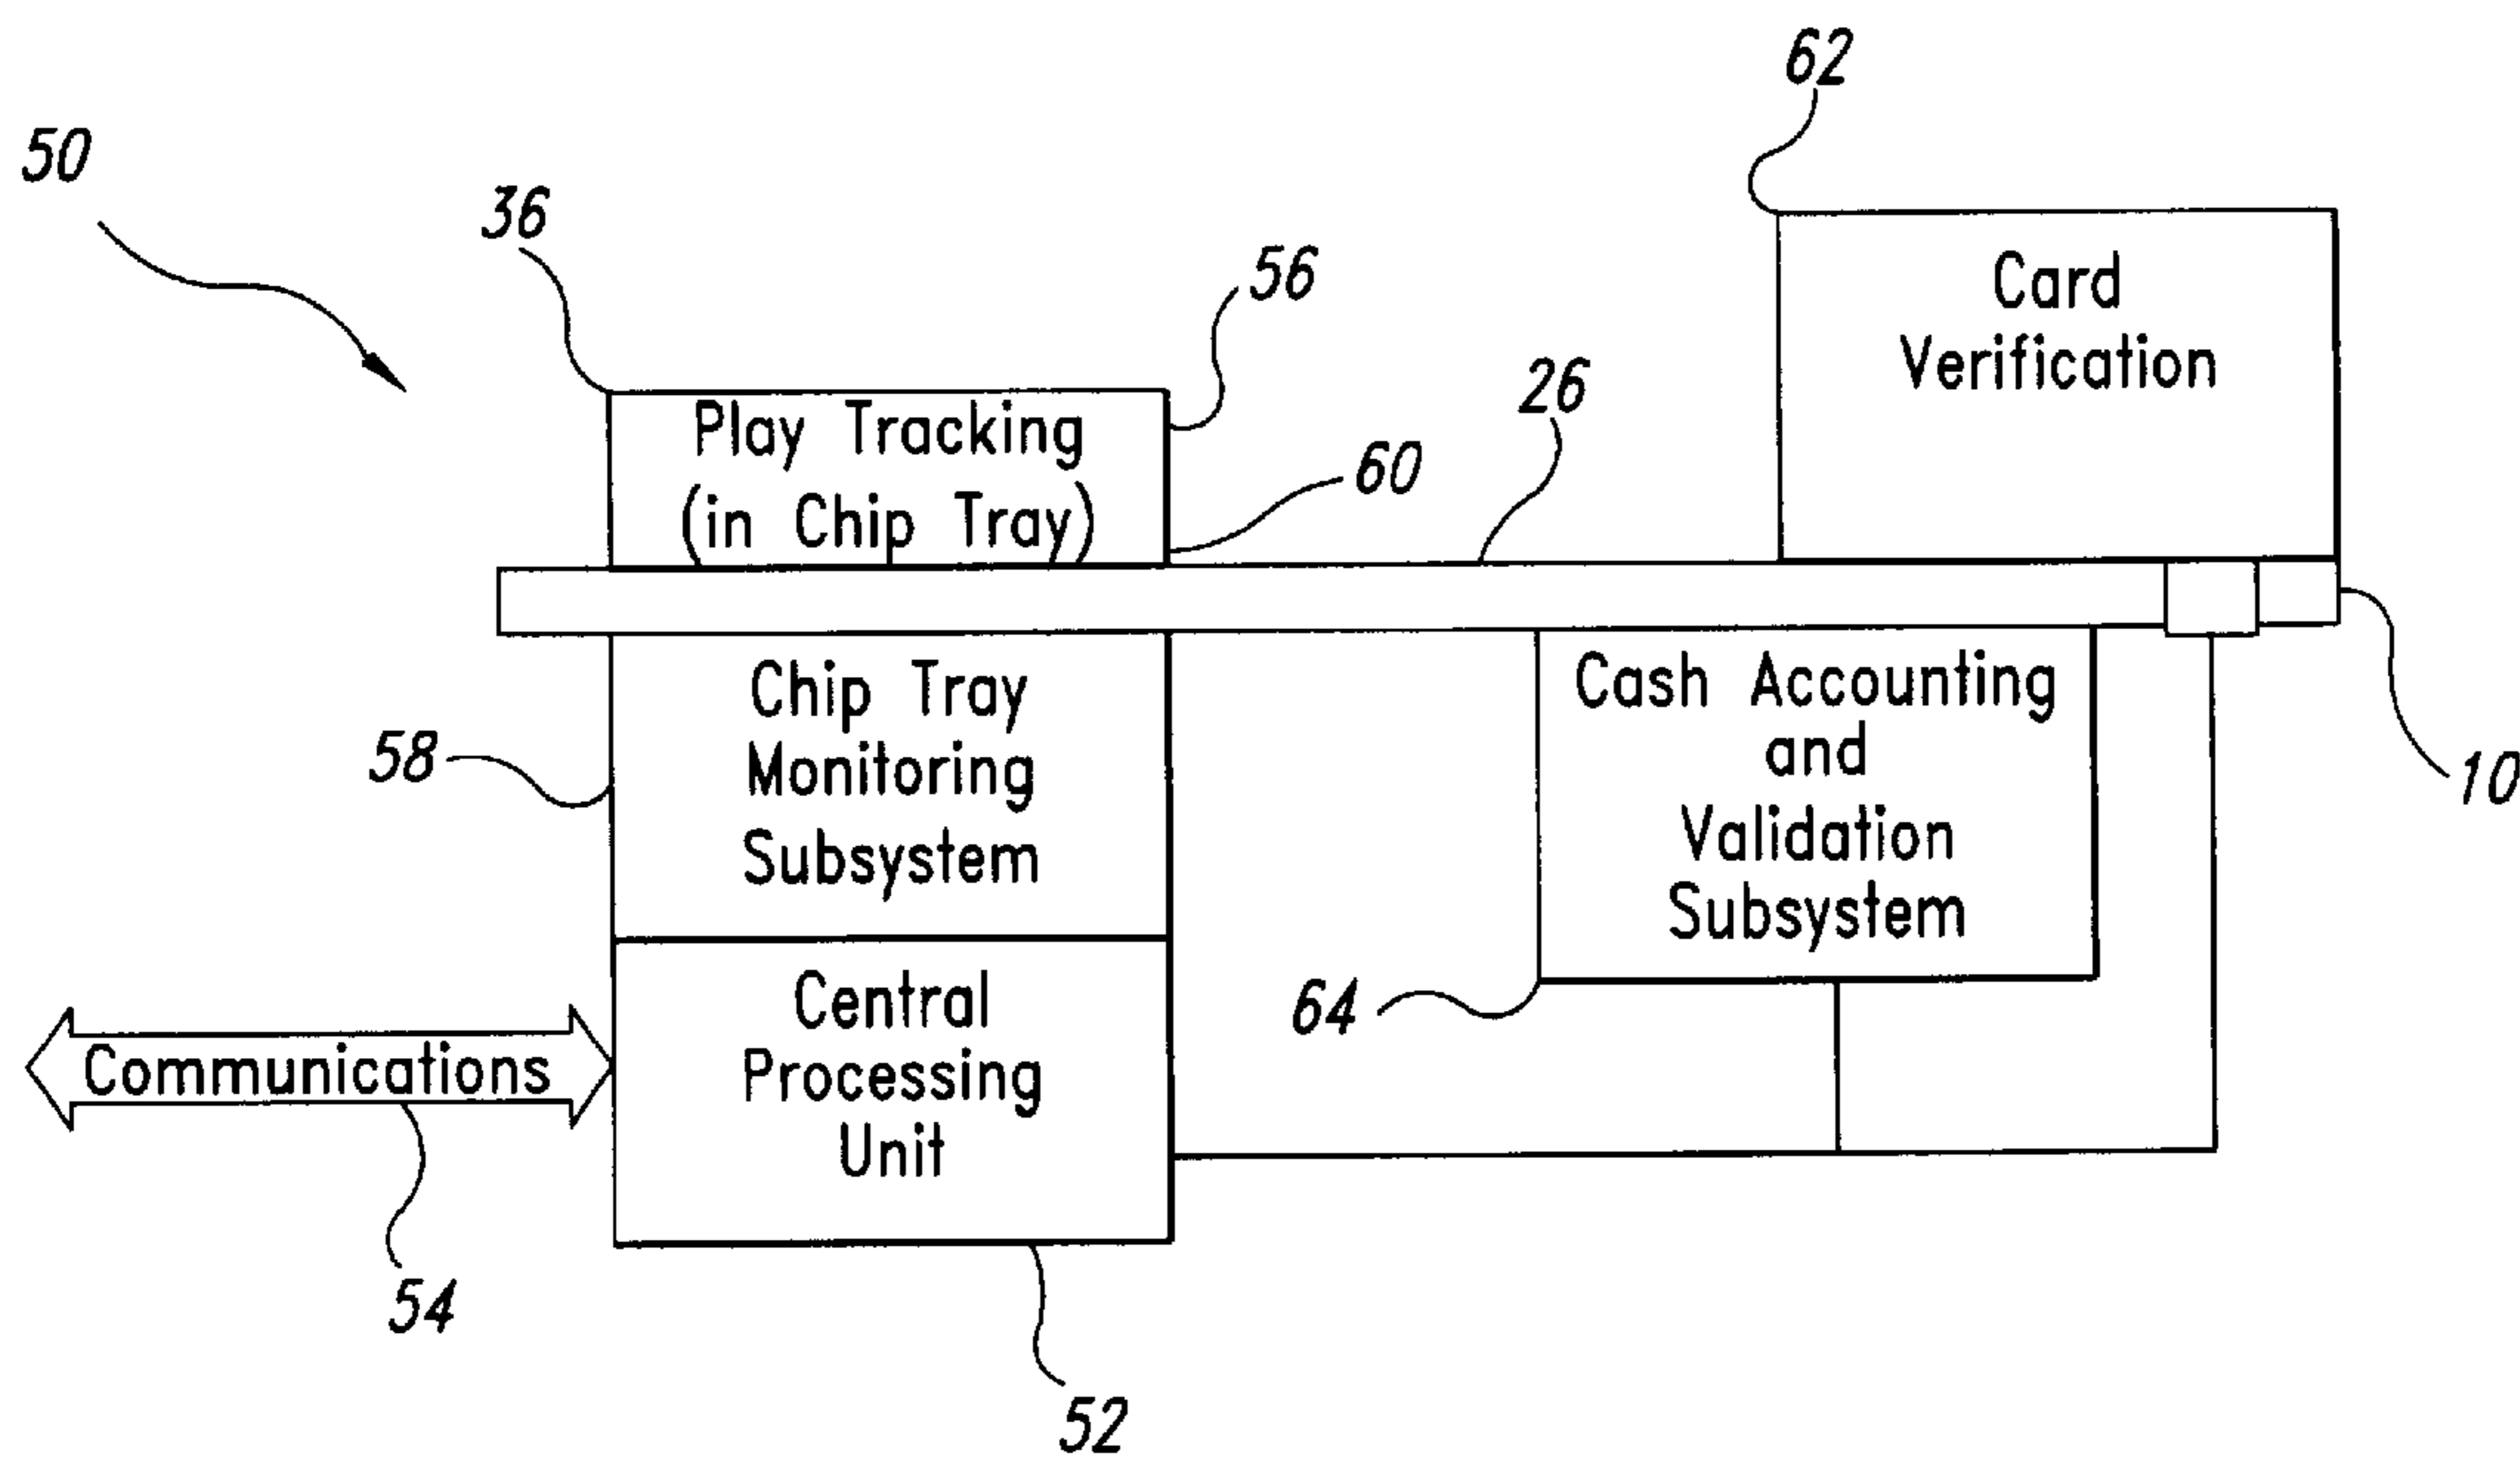 62
50
36
56
Card
Verification
26
Play Tracking
(in Chip Tray)
60
Chip Tray
Monitoring
Subsystem
58
Cash Accounting
and
Validation
Subsystem
10
64
Central
Processing
Unit
Communications
54
52